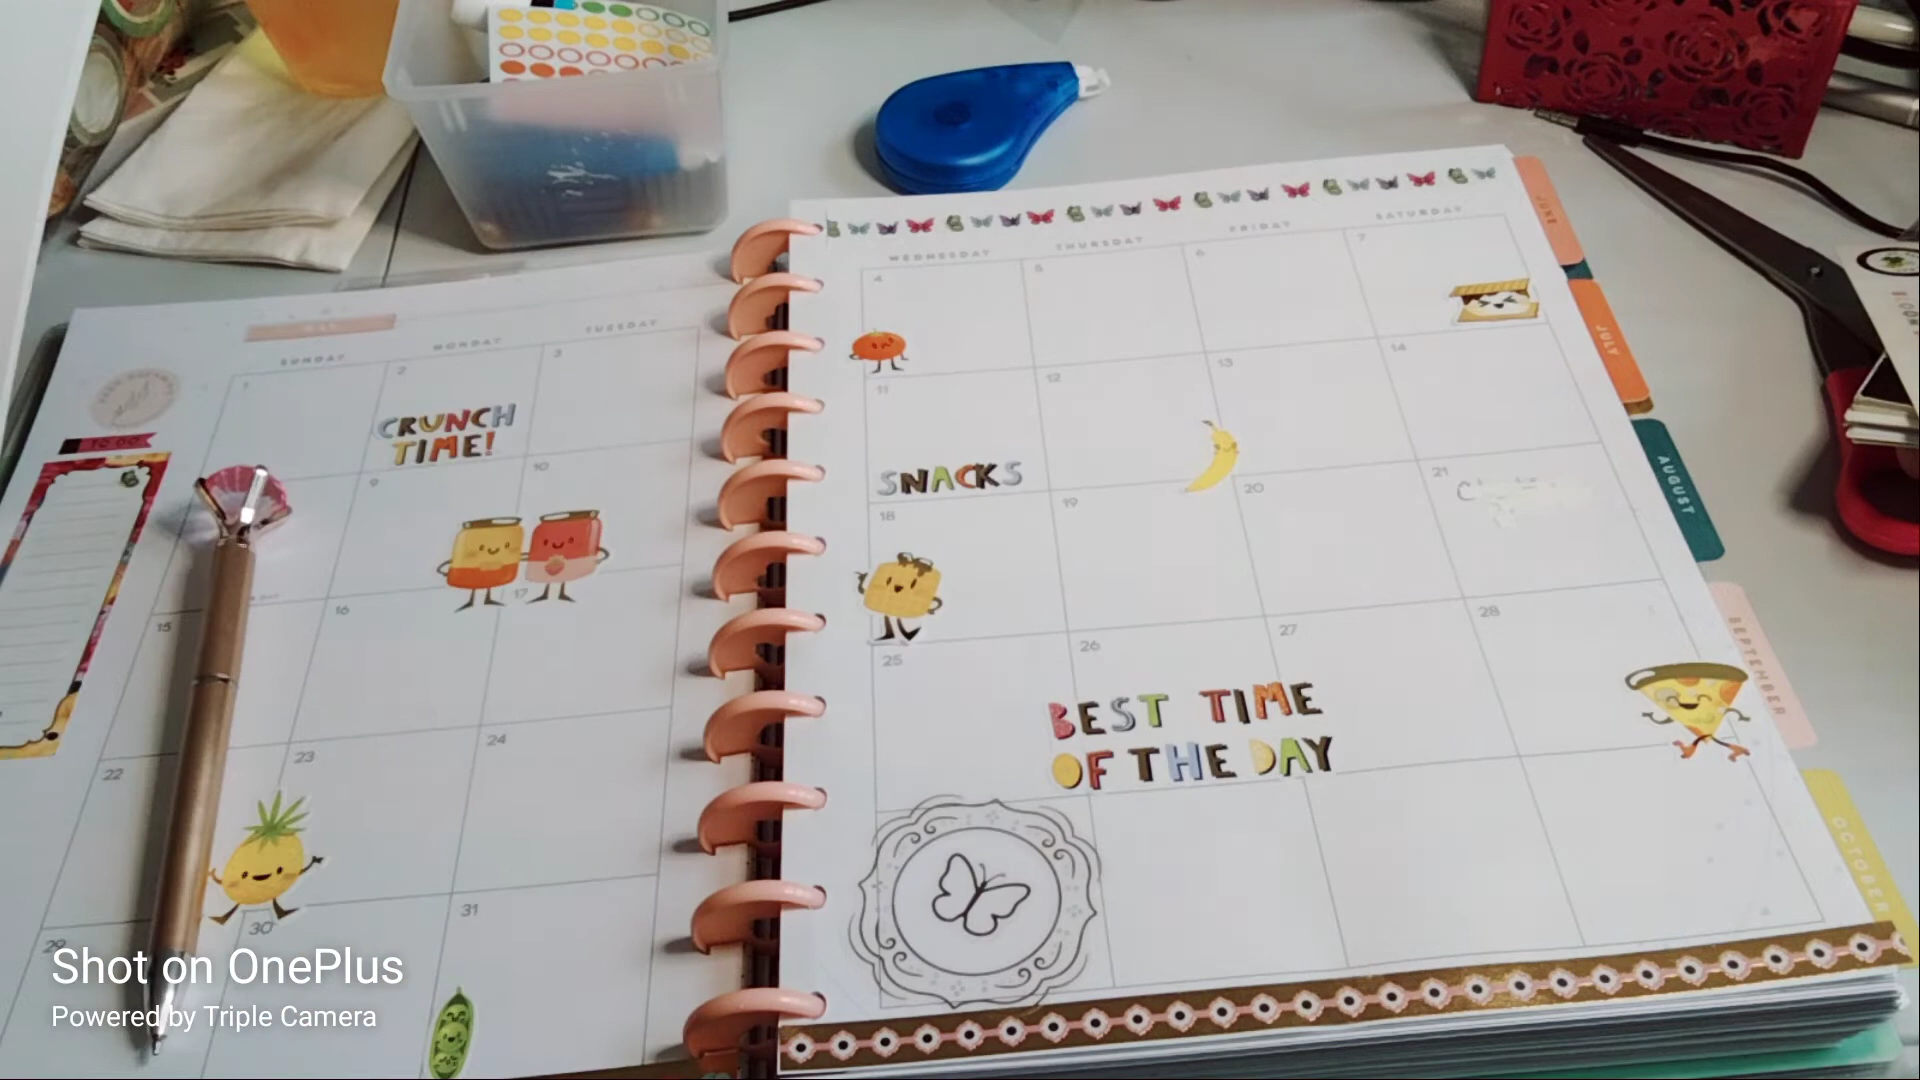 MAY
SUNDAY MONDAY TUESDAY
1 2 3
CRUNCH
TIME!
TO DO
9 10
15 16 17
22 23 24
29 30 31
WEDNESDAY THURSDAY FRIDAY SATURDAY
4 5 6 7
11 12 13 14
SNACKS
18 19 20 21
25 26 27 28
BEST TIME
OF THE DAY
JUNE
JULY
AUGUST
SEPTEMBER
OCTOBER
Shot on OnePlus
Powered by Triple Camera